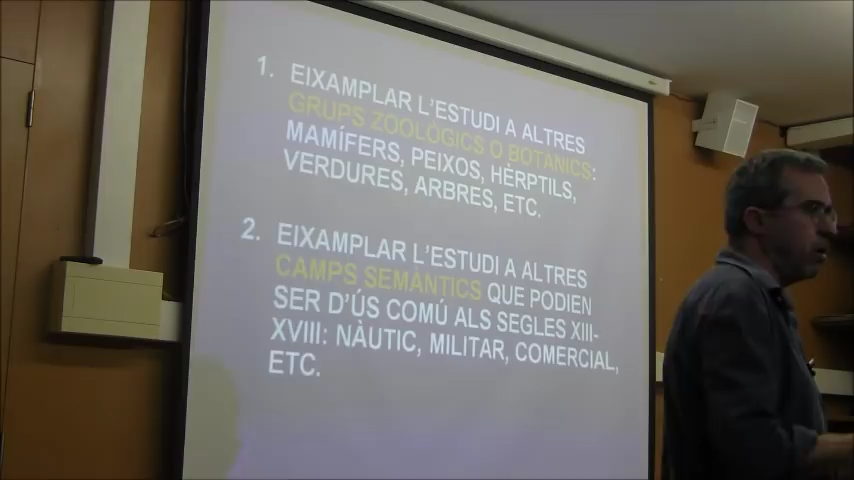 1. EIXAMPLAR L'ESTUDI A ALTRES
GRUPS ZOOLÒGICS O BOTÀNICS:
MAMÍFERS, PEIXOS, HÈRPTILS,
VERDURES, ARBRES, ETC.
2. EIXAMPLAR L'ESTUDI A ALTRES
CAMPS SEMÀNTICS QUE PODIEN
SER D'ÚS COMÚ ALS SEGLES XIII-
XVIII: NÀUTIC, MILITAR, COMERCIAL,
ETC.